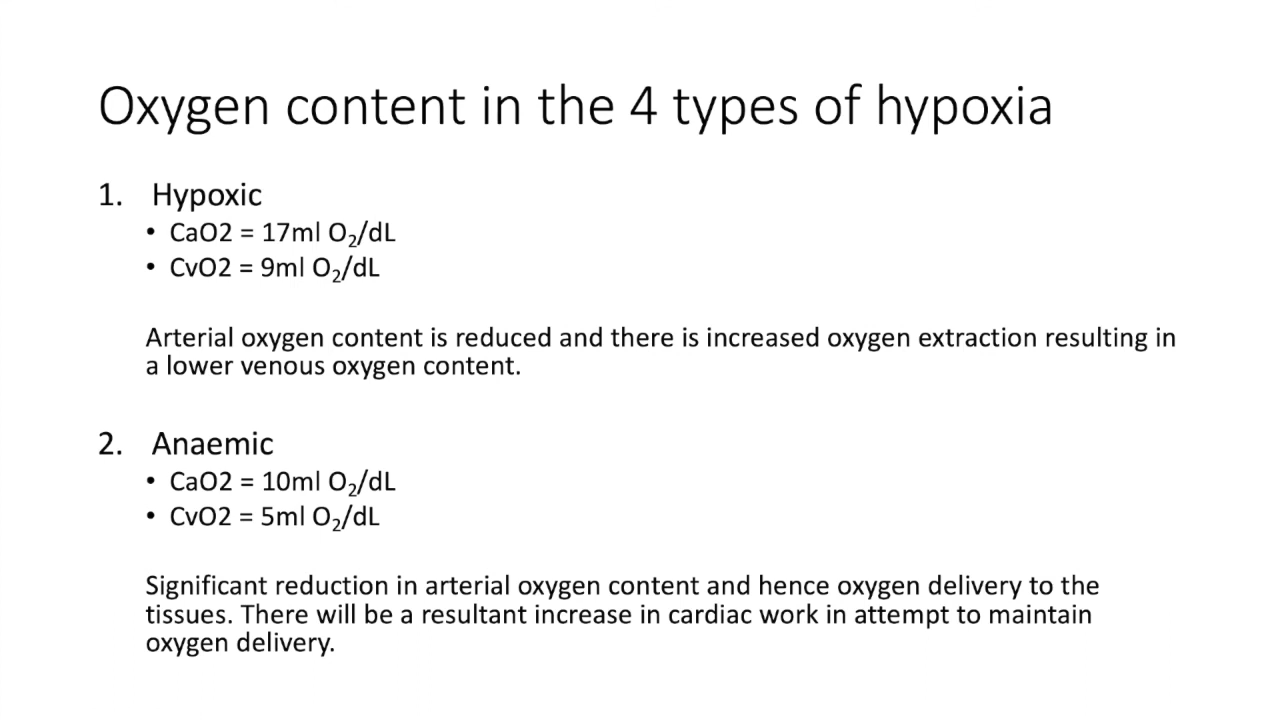 Oxygen content in the 4 types of hypoxia
1. Hypoxic
• CaO2 = 17ml O₂/dL
• CvO2 = 9ml O₂/dL
Arterial oxygen content is reduced and there is increased oxygen extraction resulting in
a lower venous oxygen content.
2. Anaemic
• CaO2 = 10ml O₂/dL
• CvO2 = 5ml O₂/dL
Significant reduction in arterial oxygen content and hence oxygen delivery to the
tissues. There will be a resultant increase in cardiac work in attempt to maintain
oxygen delivery.